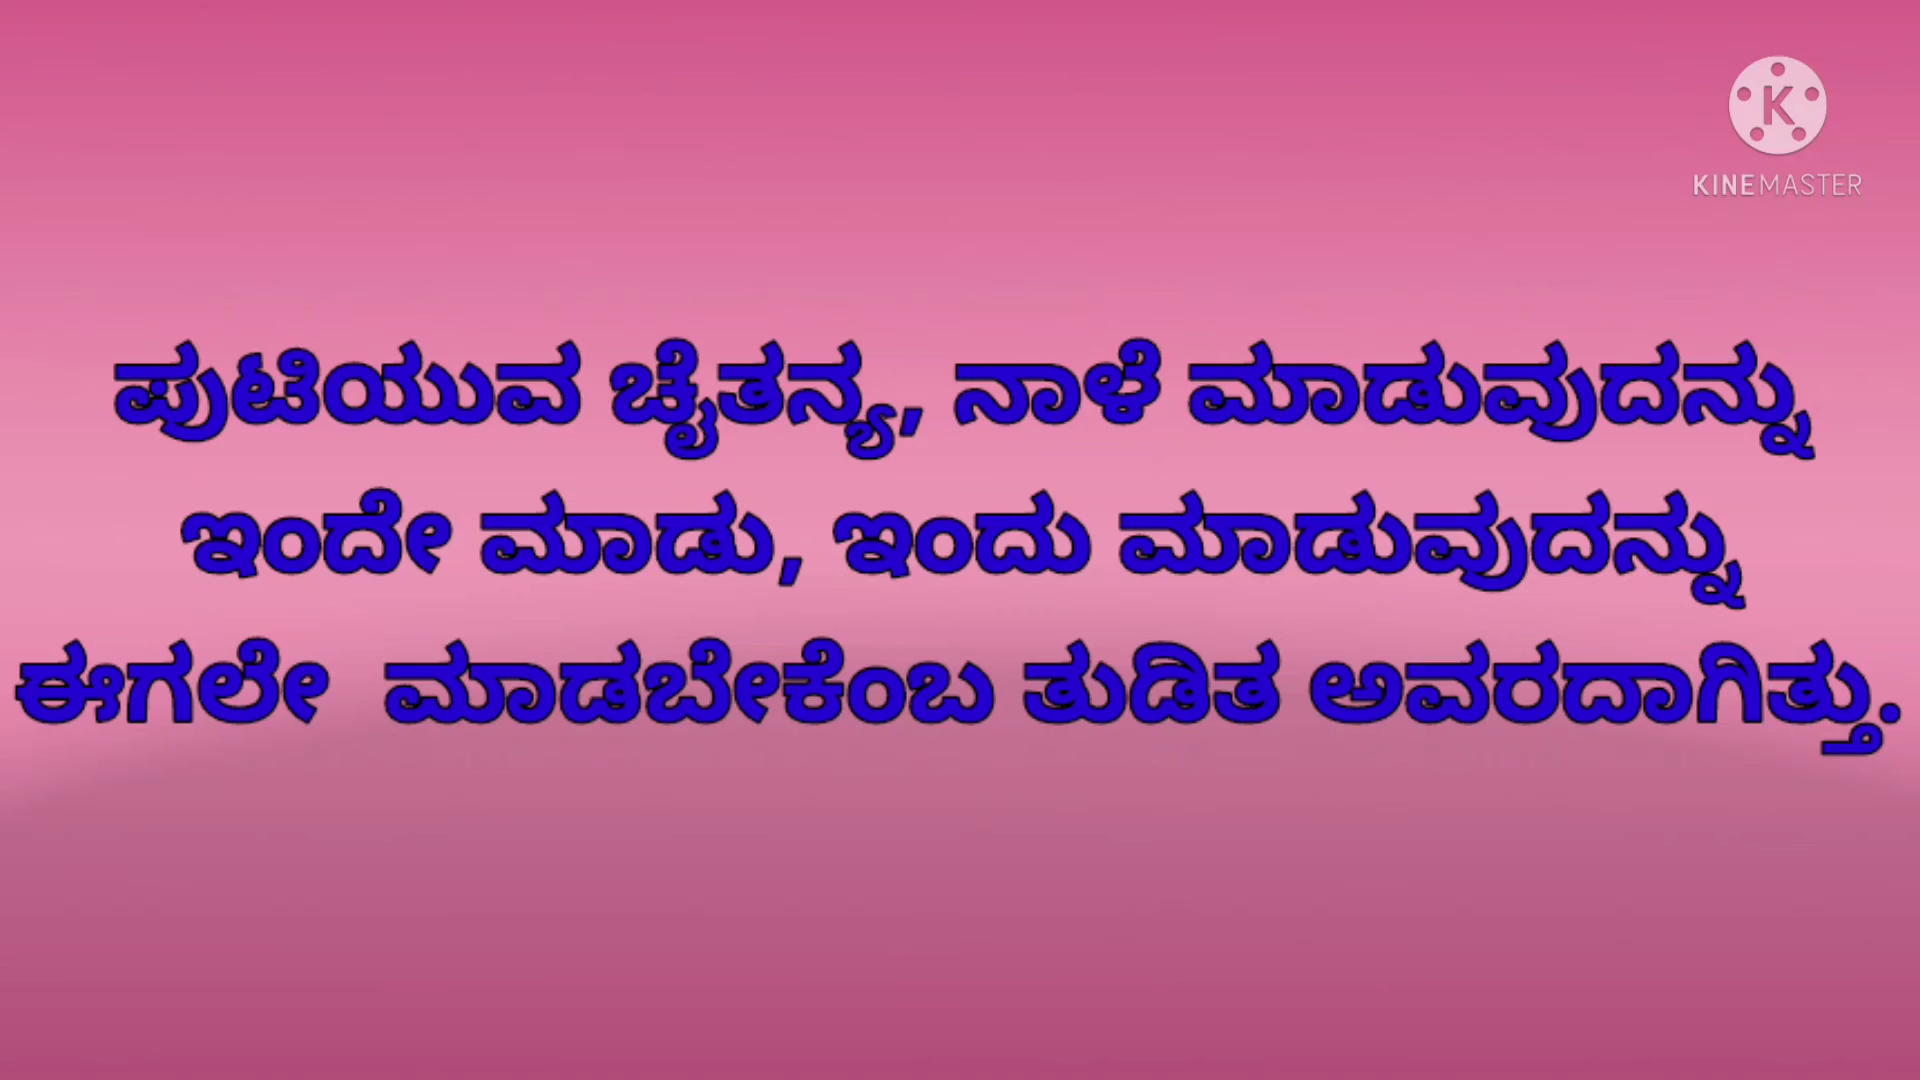 KINEMASTER
ಪುಟಿಯುವ ಚೈತನ್ಯ, ನಾಳೆ ಮಾಡುವುದನ್ನು
ಇಂದೇ ಮಾಡು, ಇಂದು ಮಾಡುವುದನ್ನು
ಈಗಲೇ ಮಾಡಬೇಕೆಂಬ ತುಡಿತ ಅವರದಾಗಿತ್ತು.